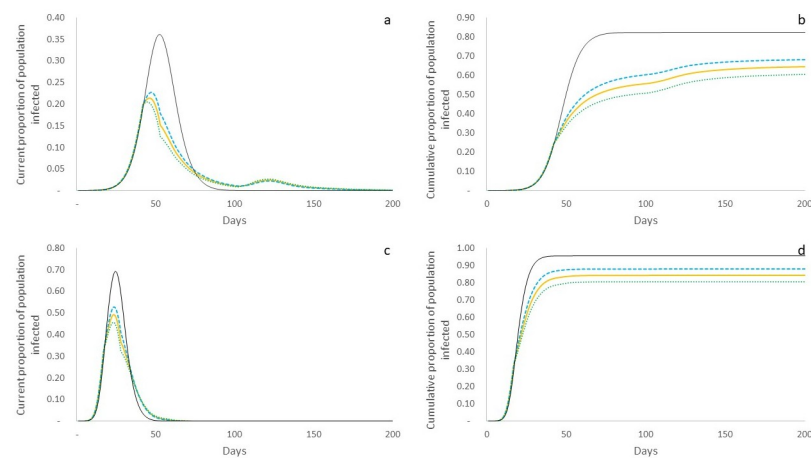 a
Current proportion of population
infected
0.40
0.35
0.30
0.25
0.20
0.15
0.10
0.05
-
- 50 100 150 200
Days
b
Cumulative proportion of population
infected
0.90
0.80
0.70
0.60
0.50
0.40
0.30
0.20
0.10
-
0 50 100 150 200
Days
c
Current proportion of population
infected
0.80
0.70
0.60
0.50
0.40
0.30
0.20
0.10
-
- 50 100 150 200
Days
d
Cumulative proportion of population
infected
1.00
0.90
0.80
0.70
0.60
0.50
0.40
0.30
0.20
0.10
-
0 50 100 150 200
Days